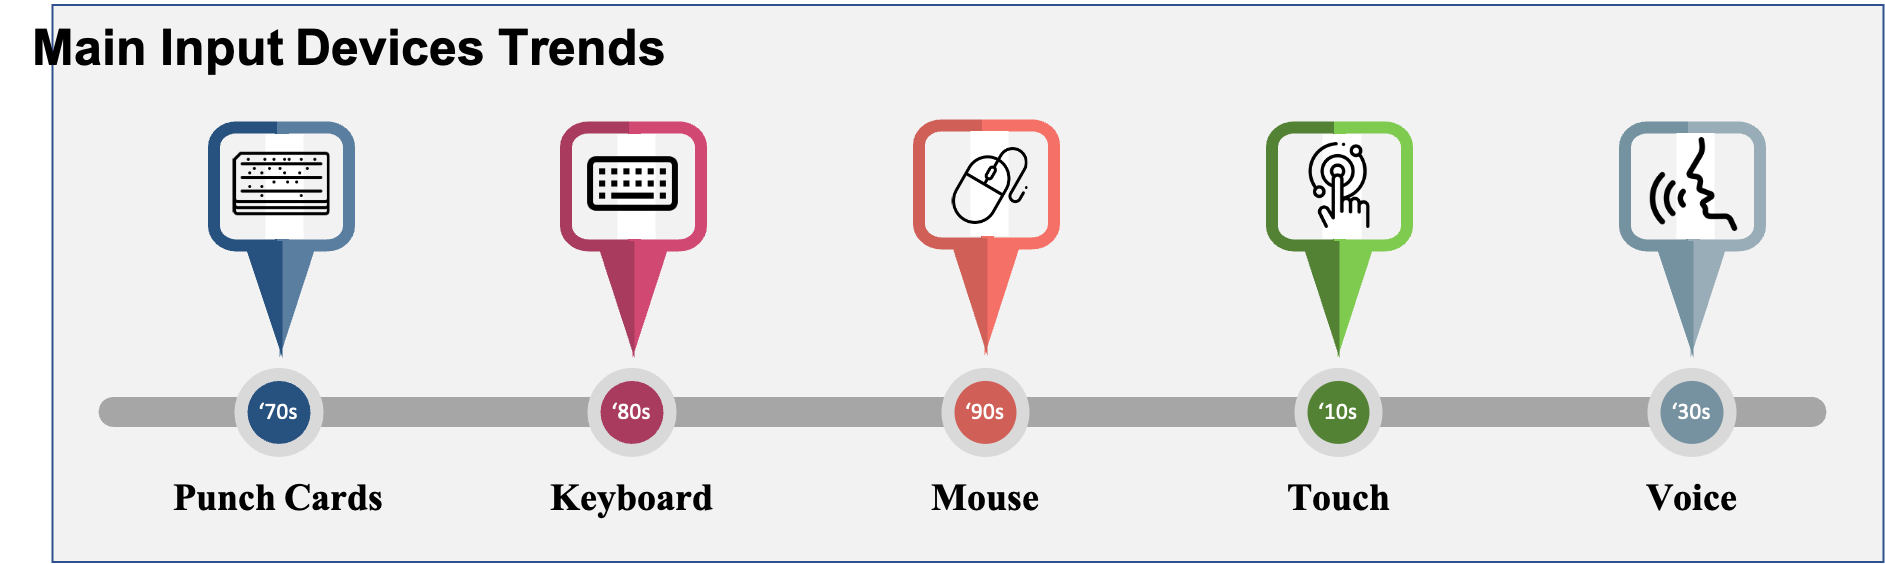 Main Input Devices Trends
‘70s
‘80s
‘90s
‘10s
‘30s
Punch Cards
Keyboard
Mouse
Touch
Voice